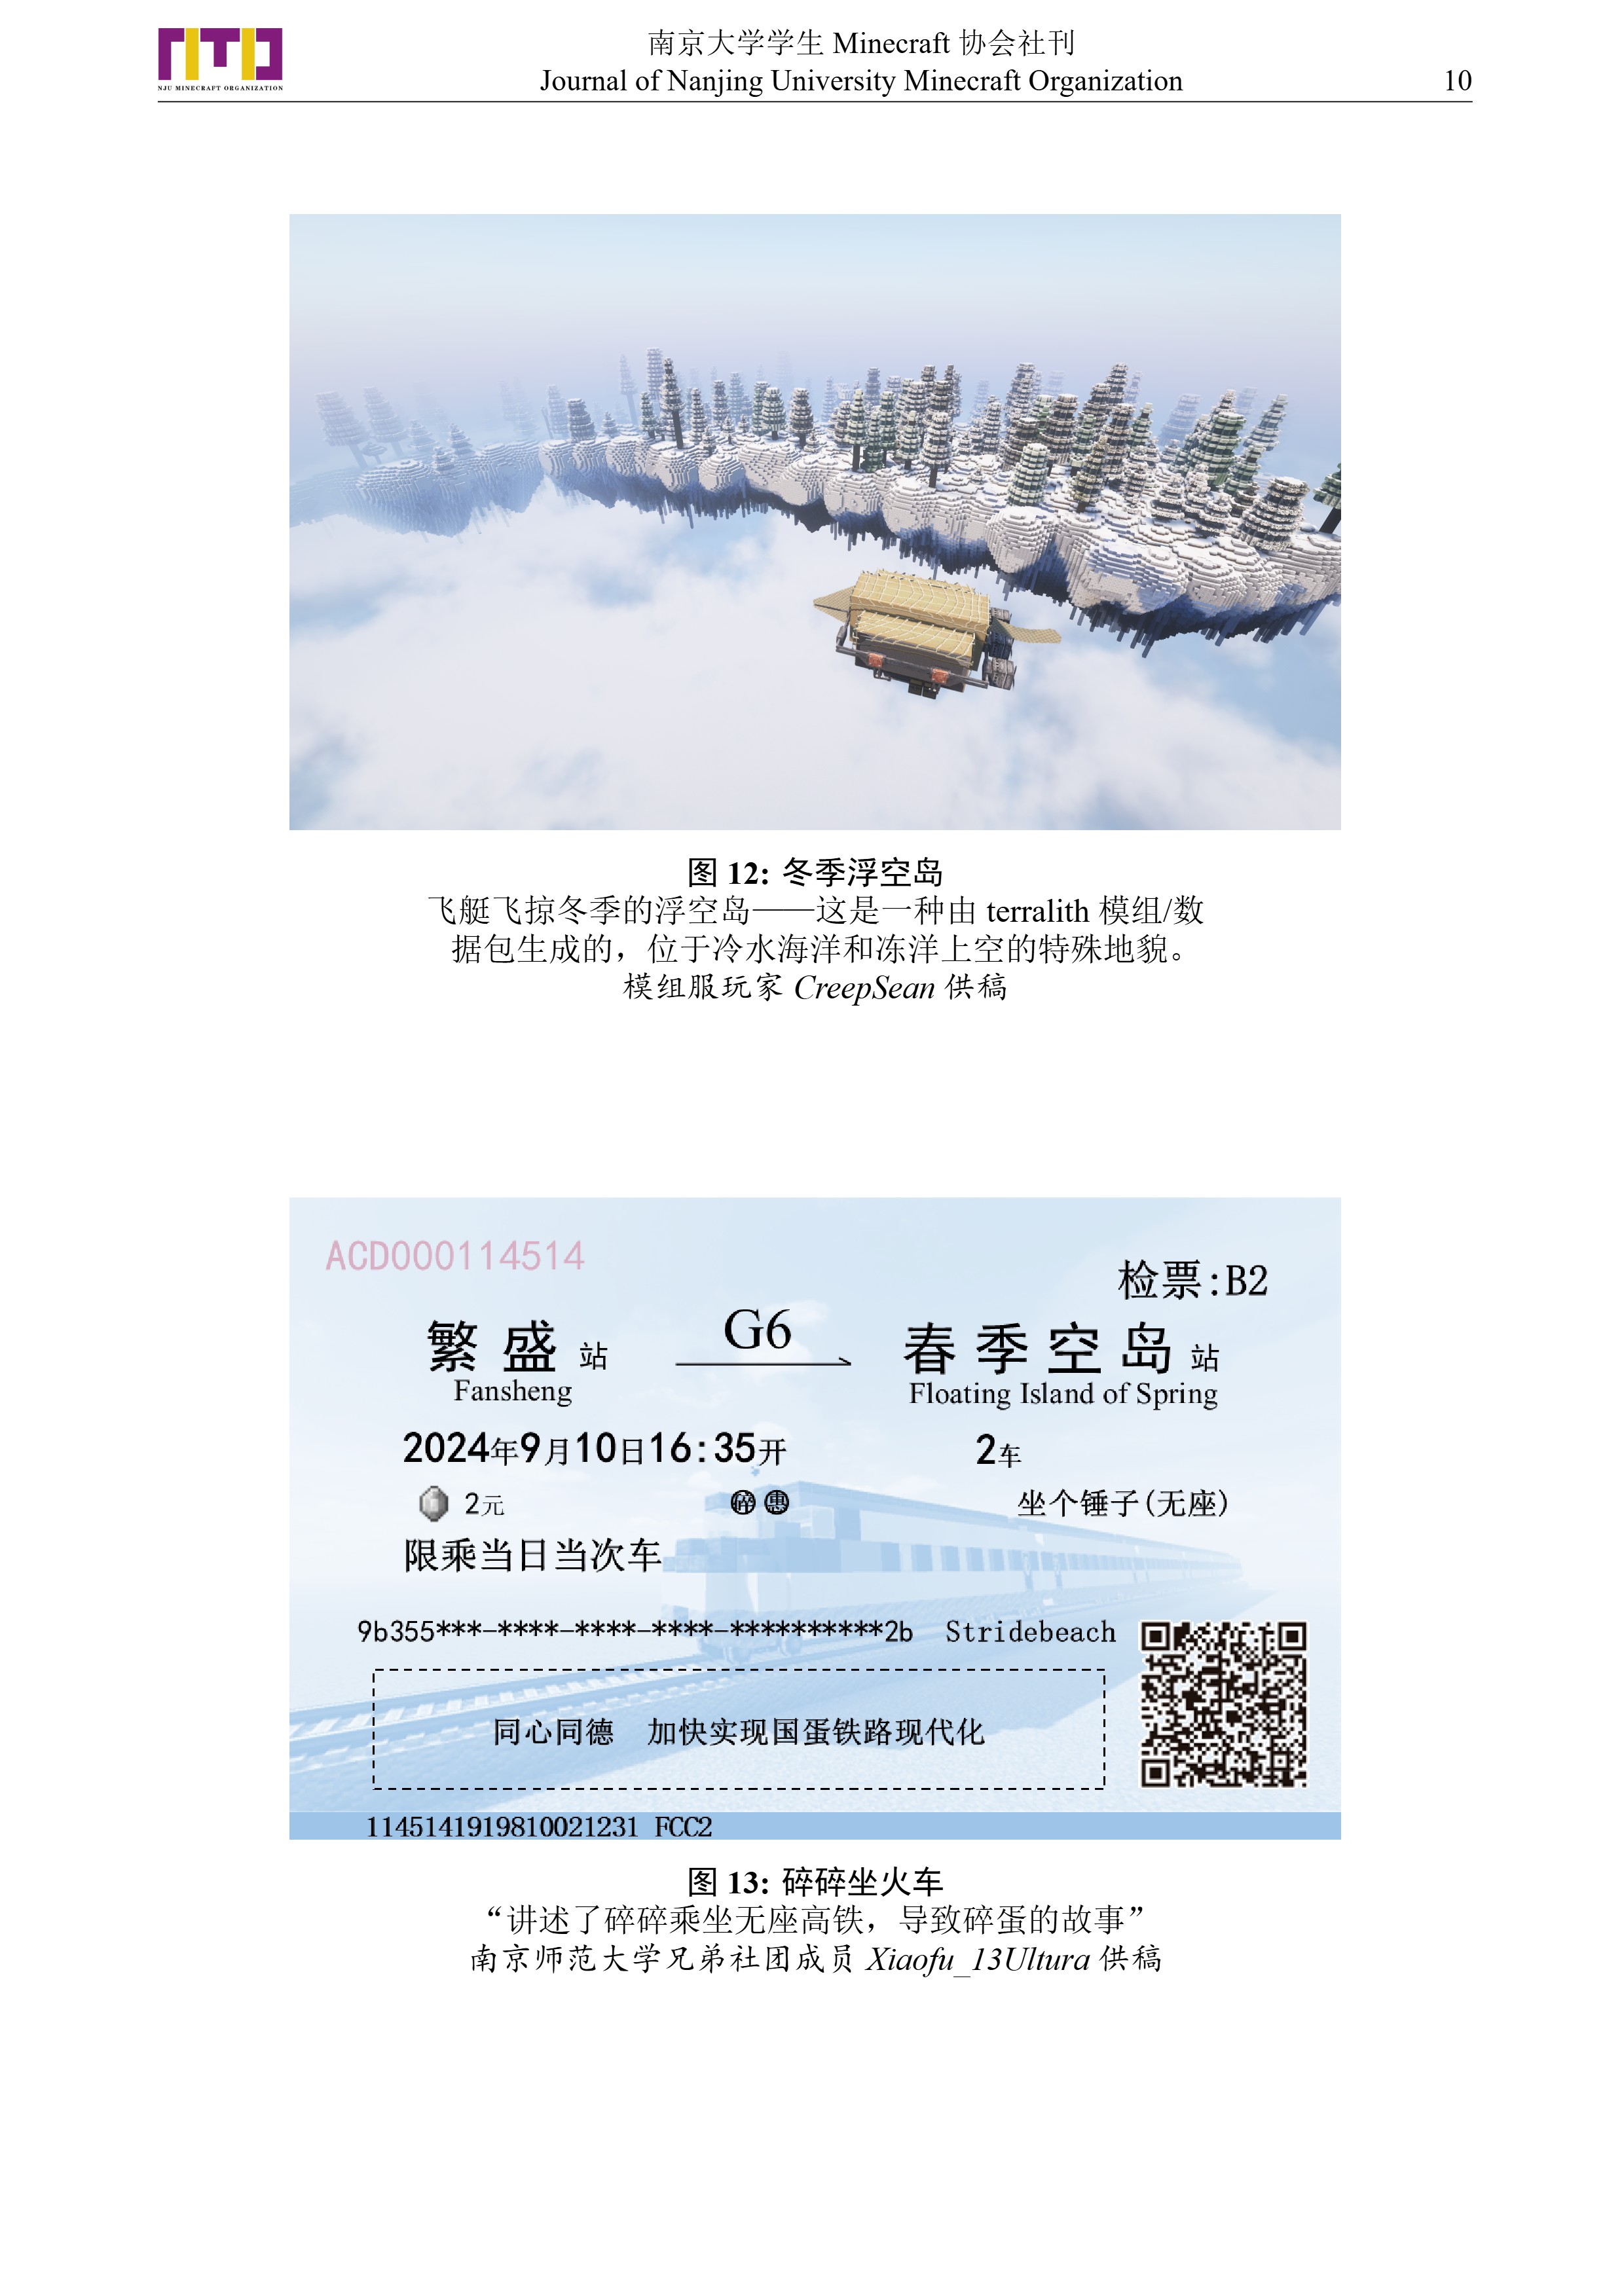 NJU MINECRAFT ORGANIZATION
南京大学学生 Minecraft 协会社刊
Journal of Nanjing University Minecraft Organization
10
图 12: 冬季浮空岛
飞艇飞掠冬季的浮空岛——这是一种由 terralith 模组/数
据包生成的，位于冷水海洋和冻洋上空的特殊地貌。
模组服玩家 CreepSean 供稿
ACD000114514
检票:B2
繁盛站 G6 春季空岛站
Fansheng Floating Island of Spring
2024年9月10日16:35开 2车
2元 碎 惠 坐个锤子(无座)
限乘当日当次车
9b355***-****-****-****-**********2b Stridebeach
同心同德 加快实现国蛋铁路现代化
1145141919810021231 FCC2
图 13: 碎碎坐火车
“讲述了碎碎乘坐无座高铁，导致碎蛋的故事”
南京师范大学兄弟社团成员 Xiaofu_13Ultura 供稿